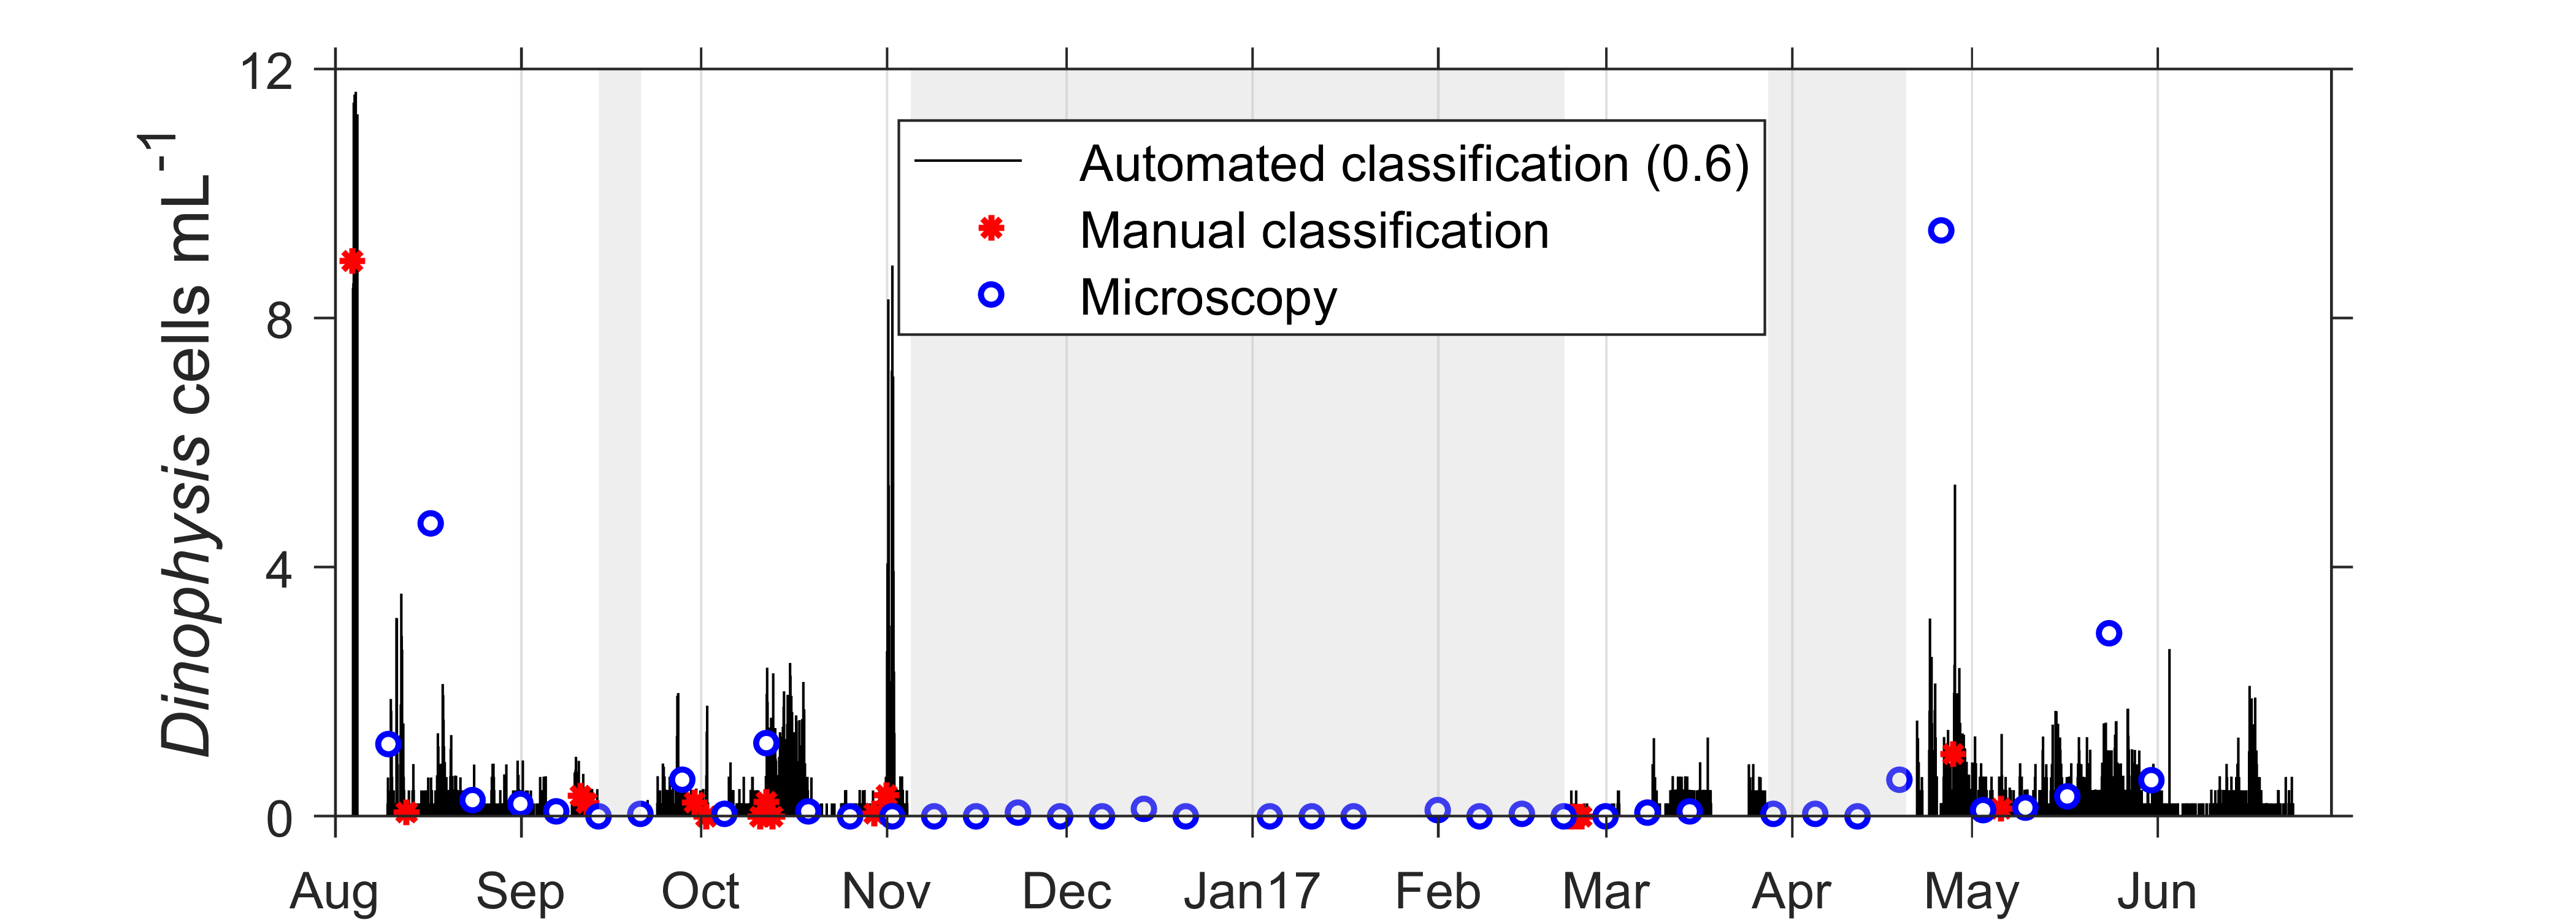 Dinophysis cells mL-1
12
8
4
0
Automated classification (0.6)
Manual classification
Microscopy
Aug Sep Oct Nov Dec Jan17 Feb Mar Apr May Jun